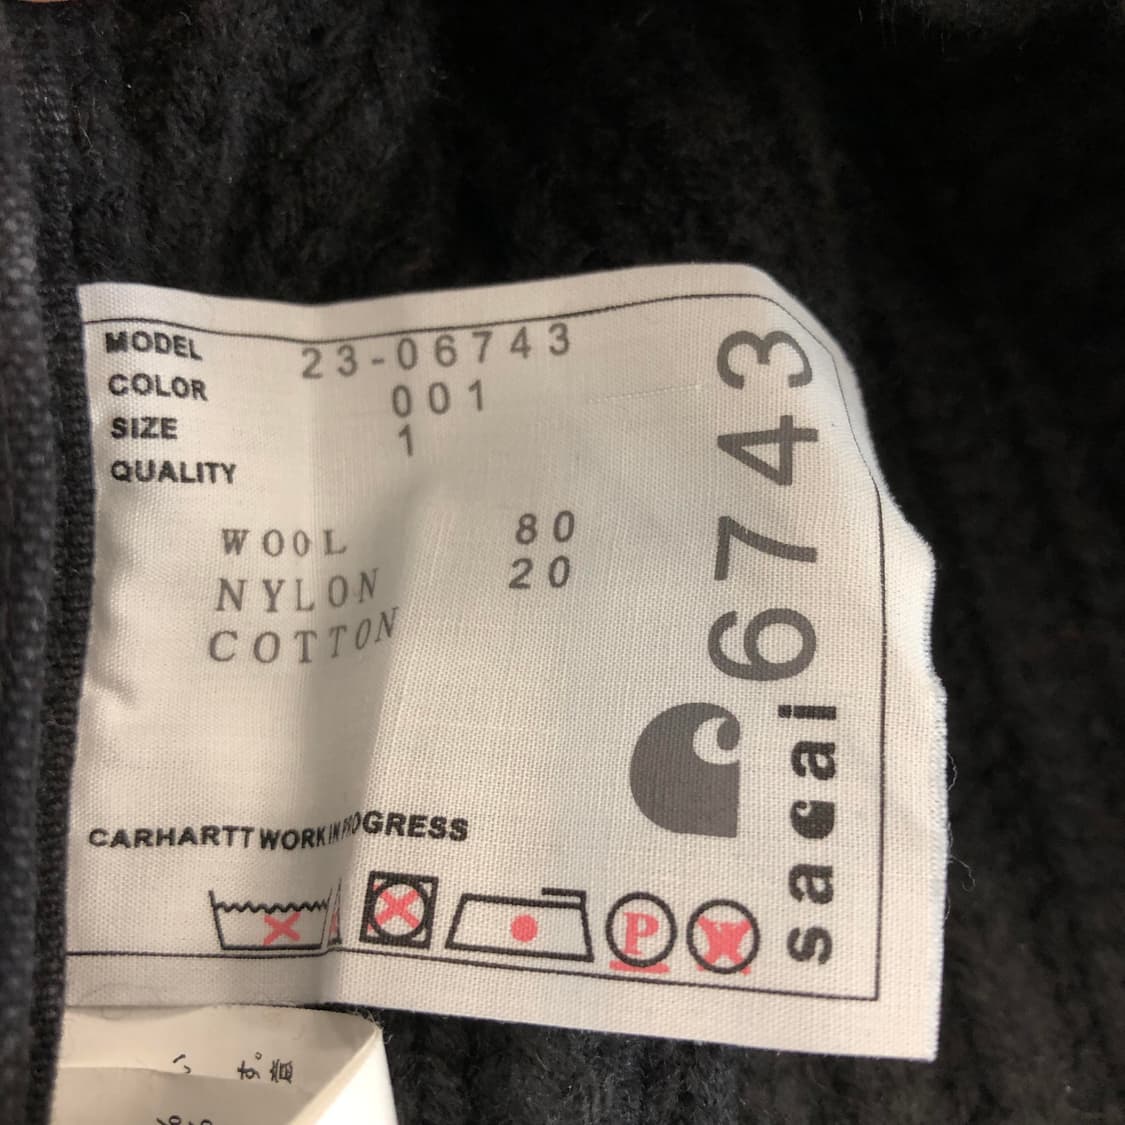 MODEL 23-06743
COLOR 001
SIZE 1
QUALITY
WOOL 80
NYLON 20
COTTON
CARHARTT WORK IN PROGRESS
P
W
sacai 6743